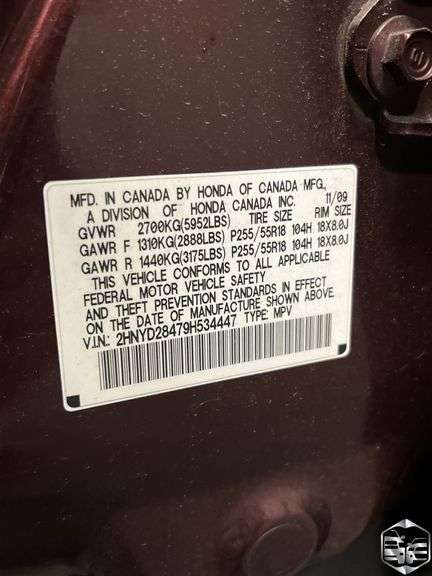 MFD. IN CANADA BY HONDA OF CANADA MFG.,
A DIVISION OF HONDA CANADA INC. 11/09
GVWR 2700KG(5952LBS) TIRE SIZE RIM SIZE
GAWR F 1310KG(2888LBS) P255/55R18 104H 18X8.0J
GAWR R 1440KG(3175LBS) P255/55R18 104H 18X8.0J
THIS VEHICLE CONFORMS TO ALL APPLICABLE
FEDERAL MOTOR VEHICLE SAFETY
AND THEFT PREVENTION STANDARDS IN EFFECT
ON THE DATE OF MANUFACTURE SHOWN ABOVE.
V.I.N.: 2HNYD28479H534447 TYPE: MPV